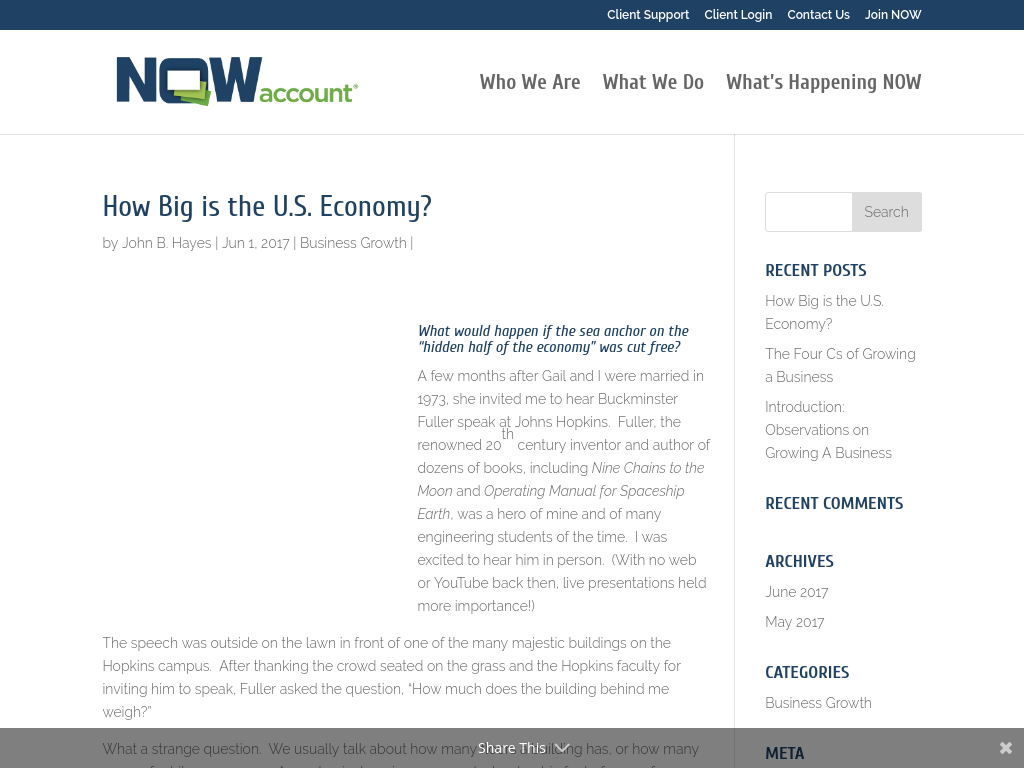 Client Support Client Login Contact Us Join NOW
NOWaccount®
Who We Are What We Do What's Happening NOW
How Big is the U.S. Economy?
by John B. Hayes | Jun 1, 2017 | Business Growth |
What would happen if the sea anchor on the
“hidden half of the economy” was cut free?
A few months after Gail and I were married in
1973, she invited me to hear Buckminster
Fuller speak at Johns Hopkins. Fuller, the
renowned 20th century inventor and author of
dozens of books, including Nine Chains to the
Moon and Operating Manual for Spaceship
Earth, was a hero of mine and of many
engineering students of the time. I was
excited to hear him in person. (With no web
or YouTube back then, live presentations held
more importance!)
The speech was outside on the lawn in front of one of the many majestic buildings on the
Hopkins campus. After thanking the crowd seated on the grass and the Hopkins faculty for
inviting him to speak, Fuller asked the question, “How much does the building behind me
weigh?”
What a strange question. We usually talk about how many building has, or how many
Search
RECENT POSTS
How Big is the U.S.
Economy?
The Four Cs of Growing
a Business
Introduction:
Observations on
Growing A Business
RECENT COMMENTS
ARCHIVES
June 2017
May 2017
CATEGORIES
Business Growth
META
Share This